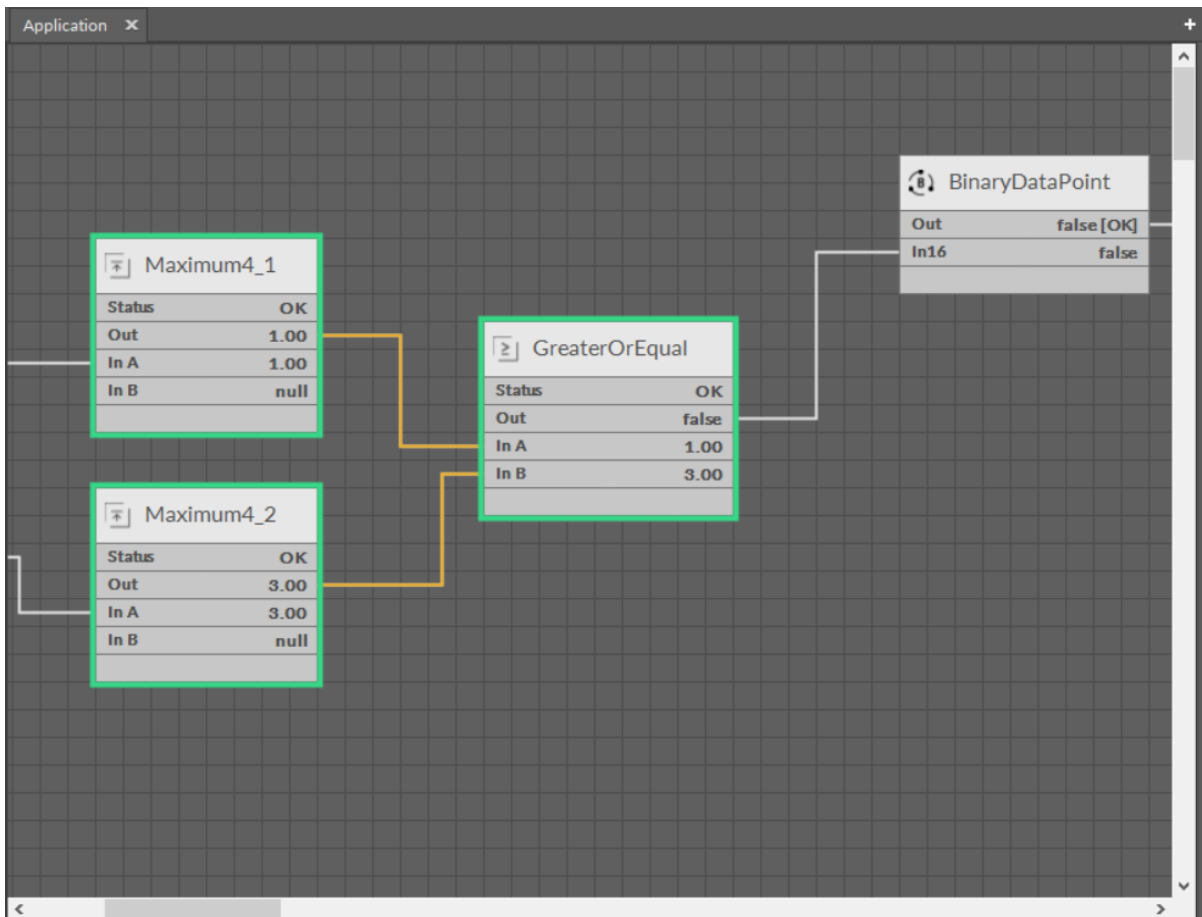 Application
BinaryDataPoint
Out false [OK]
In16 false
Maximum4_1
Status OK
Out 1.00
In A 1.00
In B null
GreaterOrEqual
Status OK
Out false
In A 1.00
In B 3.00
Maximum4_2
Status OK
Out 3.00
In A 3.00
In B null